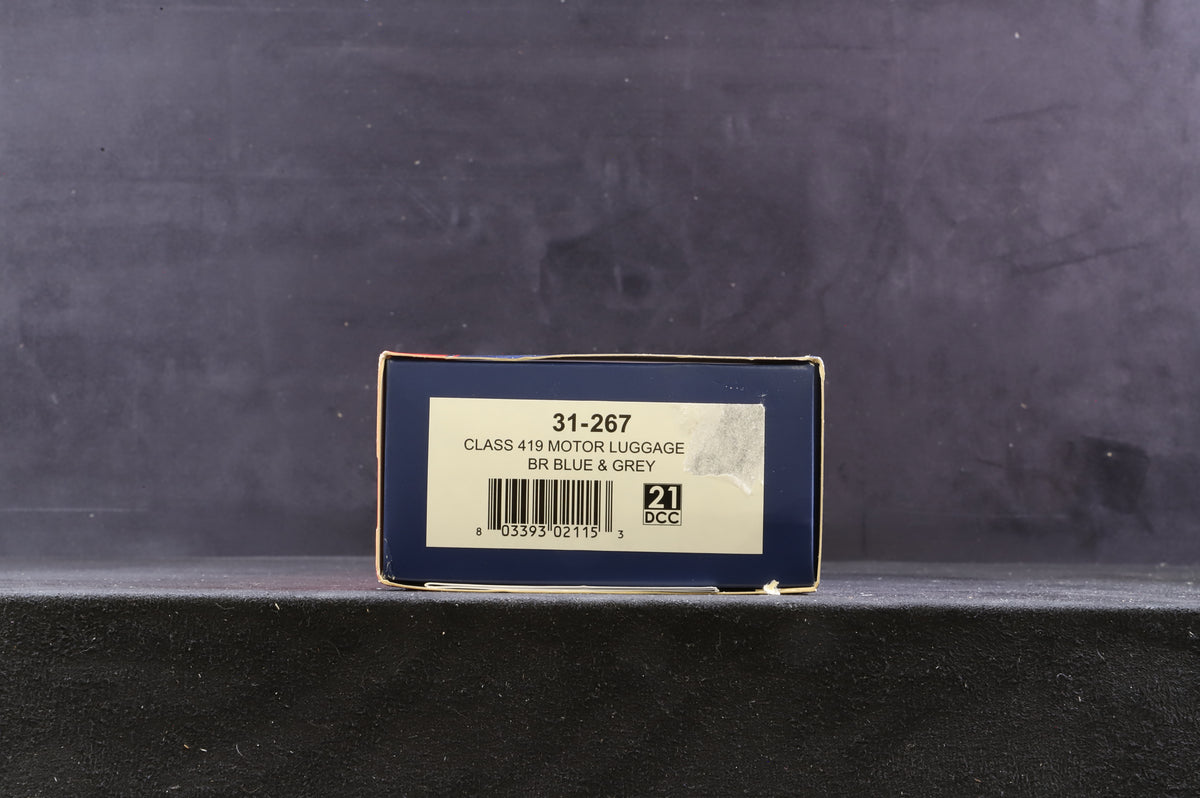 31-267
CLASS 419 MOTOR LUGGAGE
BR BLUE & GREY
21
DCC
8 03393 02115 3